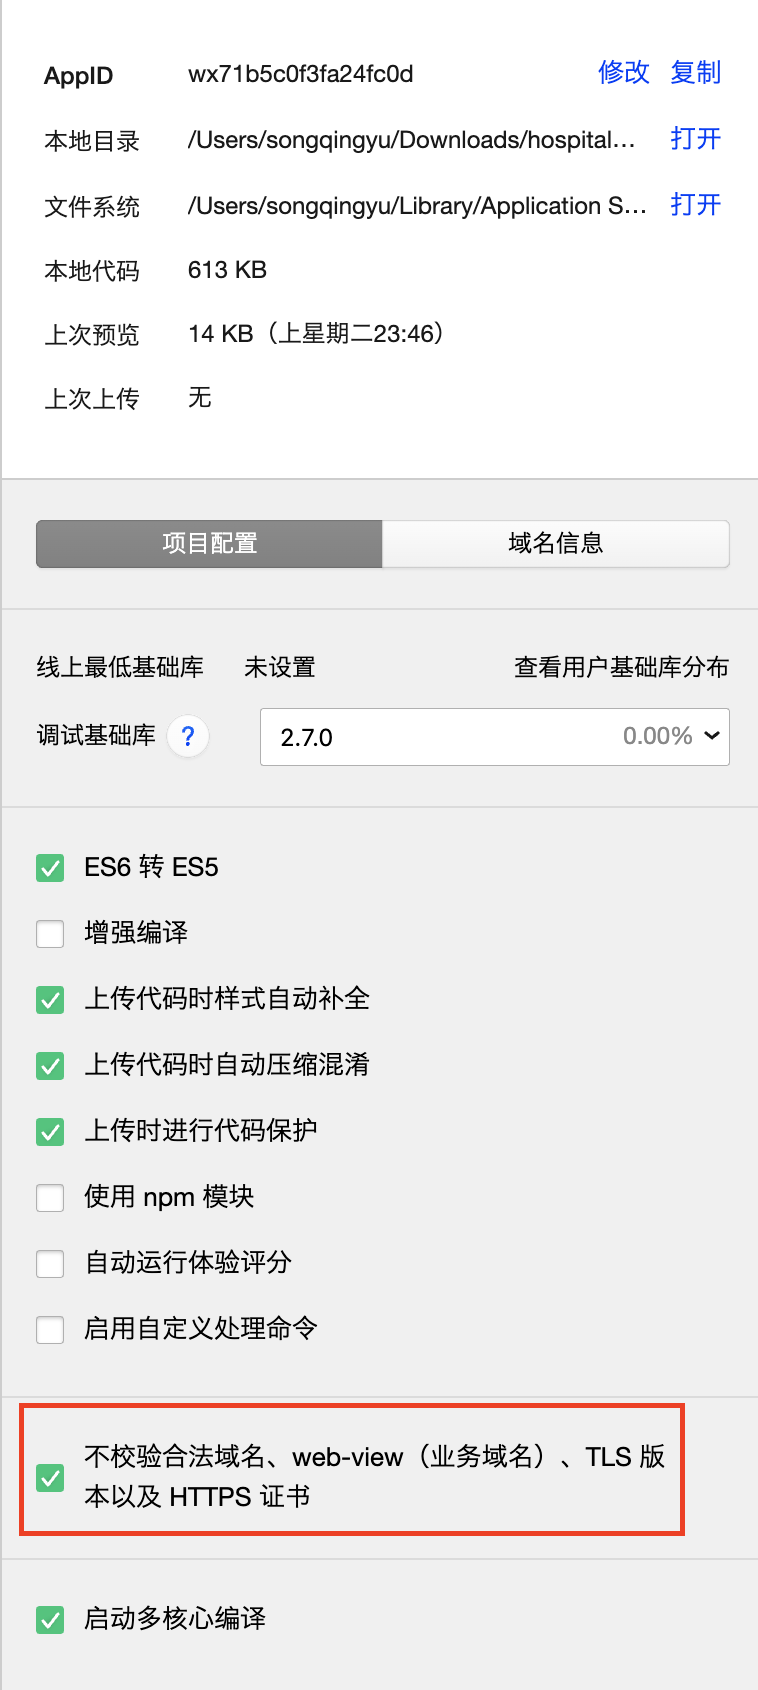 AppID wx71b5c0f3fa24fc0d 修改 复制
本地目录 /Users/songqingyu/Downloads/hospital... 打开
文件系统 /Users/songqingyu/Library/Application S... 打开
本地代码 613 KB
上次预览 14 KB（上星期二23:46）
上次上传 无
项目配置 域名信息
线上最低基础库 未设置 查看用户基础库分布
调试基础库 ? 2.7.0 0.00%
ES6 转 ES5
增强编译
上传代码时样式自动补全
上传代码时自动压缩混淆
上传时进行代码保护
使用 npm 模块
自动运行体验评分
启用自定义处理命令
不校验合法域名、web-view（业务域名）、TLS 版
本以及 HTTPS 证书
启动多核心编译